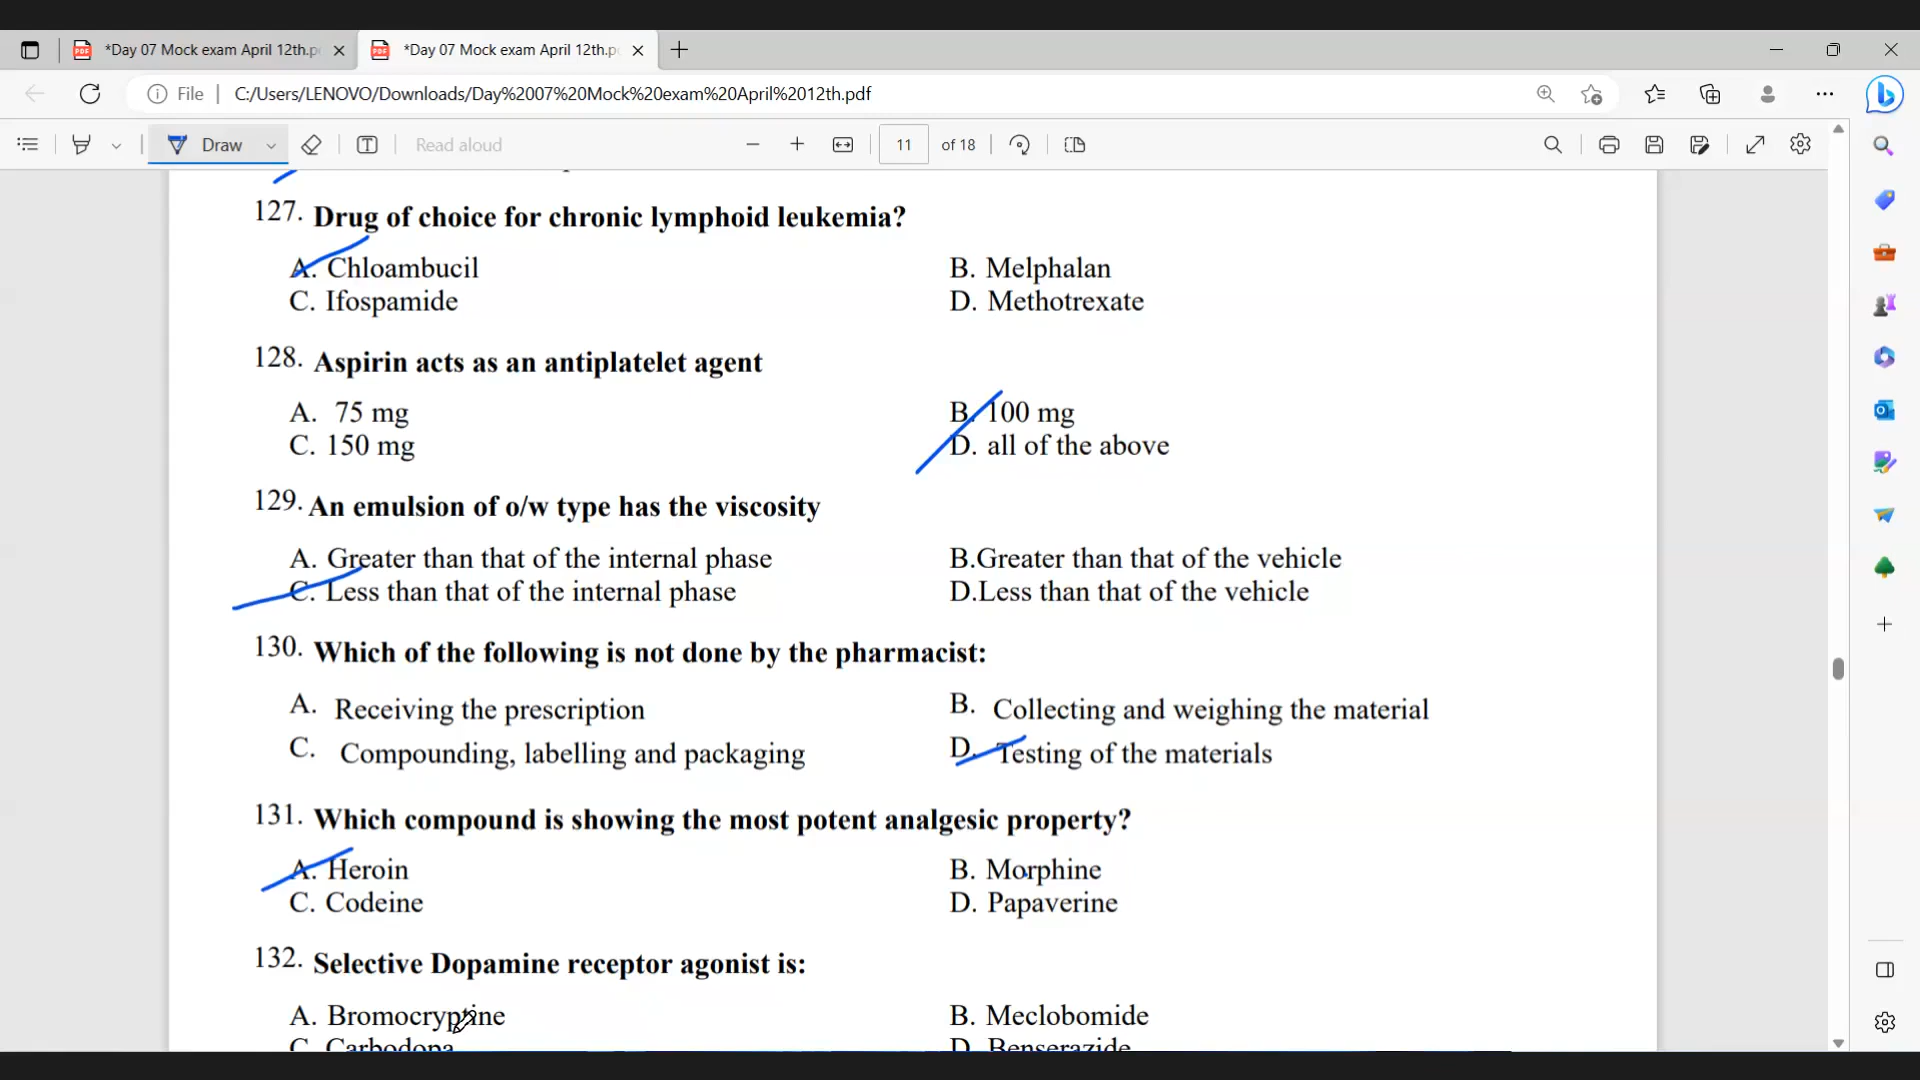 *Day 07 Mock exam April 12th.p
*Day 07 Mock exam April 12th.p
File
C:/Users/LENOVO/Downloads/Day%2007%20Mock%20exam%20April%2012th.pdf
Draw
Read aloud
11 of 18
127. Drug of choice for chronic lymphoid leukemia?
A. Chloambucil B. Melphalan
C. Ifospamide D. Methotrexate
128. Aspirin acts as an antiplatelet agent
A. 75 mg B. 100 mg
C. 150 mg D. all of the above
129. An emulsion of o/w type has the viscosity
A. Greater than that of the internal phase B.Greater than that of the vehicle
C. Less than that of the internal phase D.Less than that of the vehicle
130. Which of the following is not done by the pharmacist:
A. Receiving the prescription B. Collecting and weighing the material
C. Compounding, labelling and packaging D. Testing of the materials
131. Which compound is showing the most potent analgesic property?
A. Heroin B. Morphine
C. Codeine D. Papaverine
132. Selective Dopamine receptor agonist is:
A. Bromocryptine B. Meclobomide
C. Carbodopa D. Benserazide